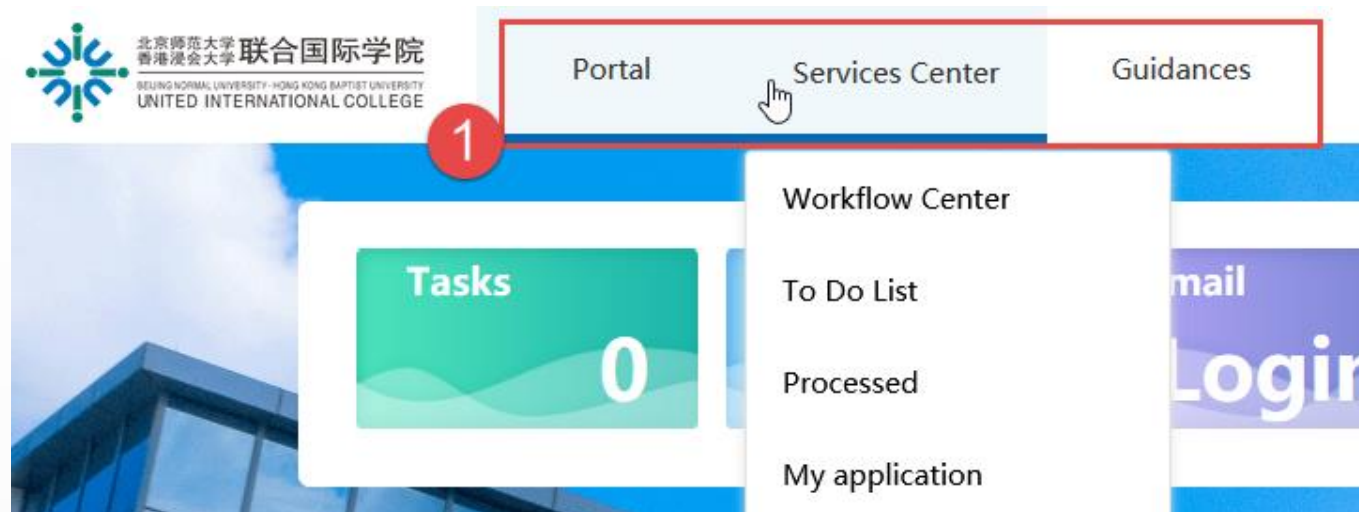 北京师范大学
香港浸会大学 联合国际学院
BEIJING NORMAL UNIVERSITY · HONG KONG BAPTIST UNIVERSITY
UNITED INTERNATIONAL COLLEGE
Portal
Services Center
Guidances
1
Workflow Center
Tasks
0
To Do List
mail
Login
Processed
My application